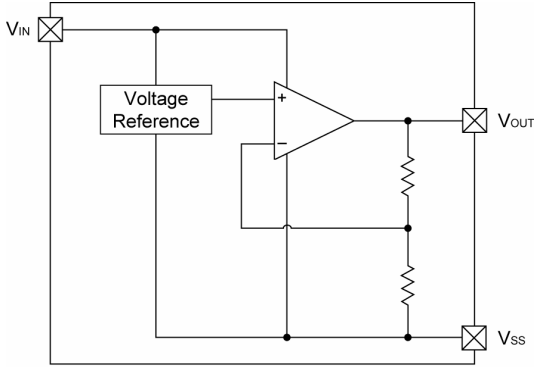 VIN
Voltage
Reference
+
−
VOUT
VSS